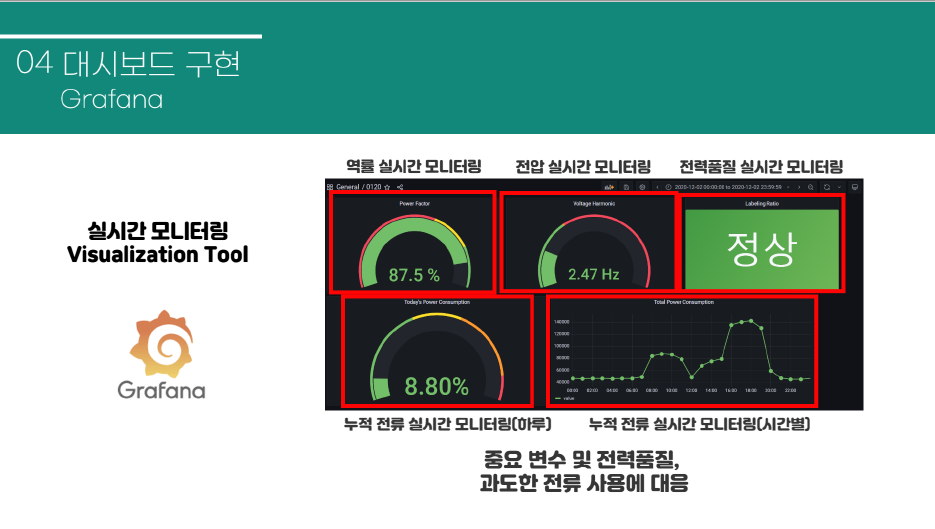 04 대시보드 구현
Grafana
역률 실시간 모니터링
전압 실시간 모니터링
전력품질 실시간 모니터링
실시간 모니터링
Visualization Tool
Grafana
General / 0120
2020-12-02 00:00:00 to 2020-12-02 23:59:59
Power Factor
87.5 %
Voltage Harmonic
2.47 Hz
Labeling Ratio
정상
Today's Power Consumption
8.80%
Total Power Consumption
140000
120000
100000
80000
60000
40000
00:00 02:00 04:00 06:00 08:00 10:00 12:00 14:00 16:00 18:00 20:00 22:00
value
누적 전류 실시간 모니터링(하루)
누적 전류 실시간 모니터링(시간별)
중요 변수 및 전력품질,
과도한 전류 사용에 대응